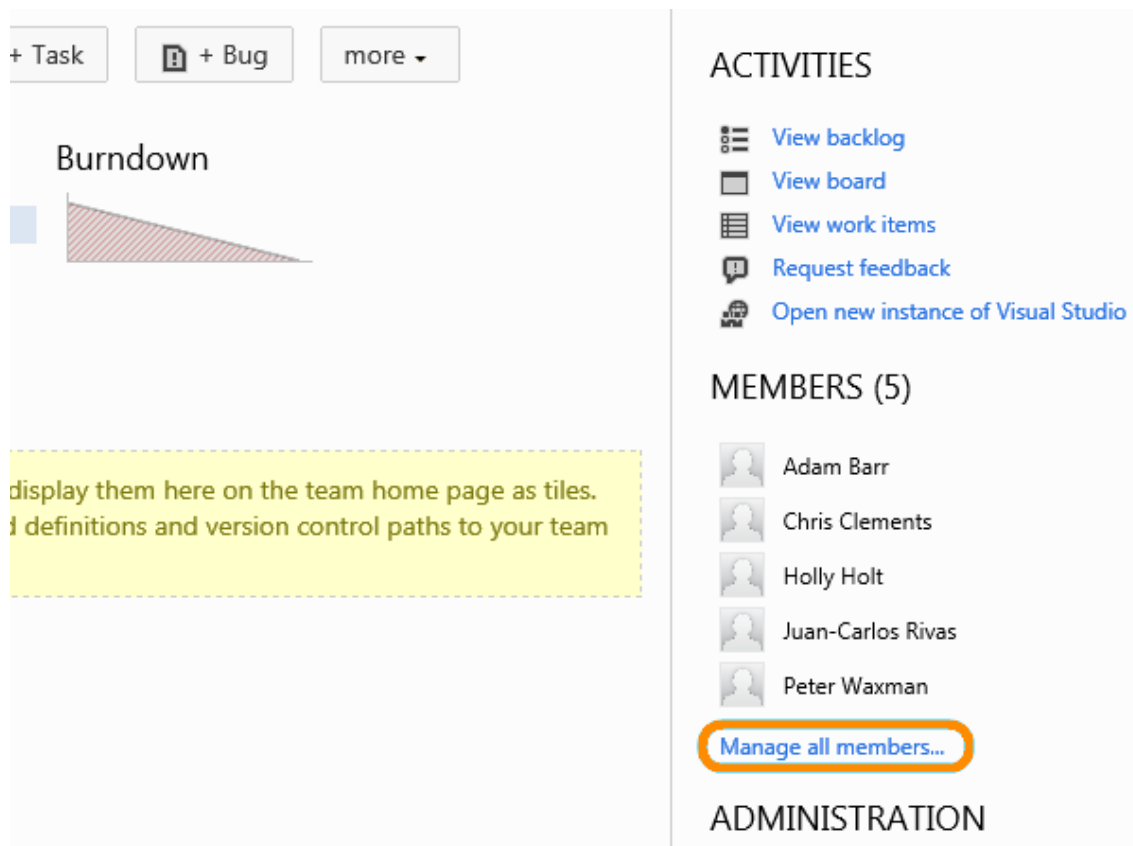 + Task
+ Bug
more
Burndown
display them here on the team home page as tiles.
d definitions and version control paths to your team
ACTIVITIES
View backlog
View board
View work items
Request feedback
Open new instance of Visual Studio
MEMBERS (5)
Adam Barr
Chris Clements
Holly Holt
Juan-Carlos Rivas
Peter Waxman
Manage all members...
ADMINISTRATION